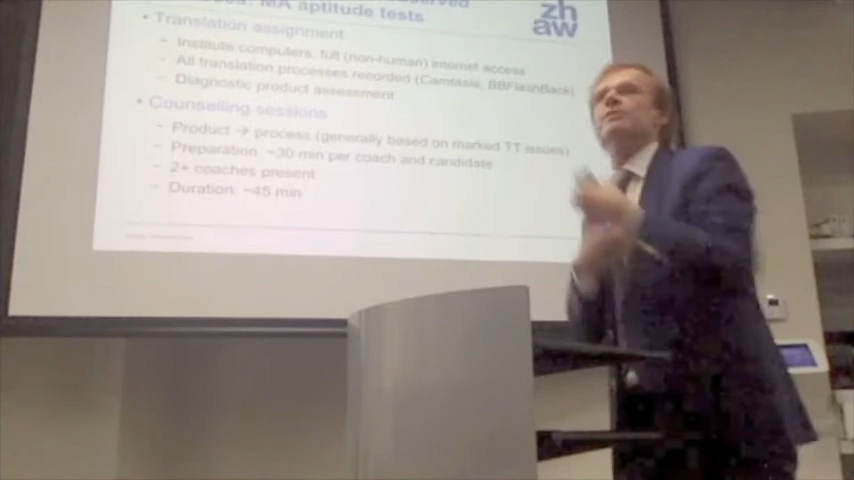 MA aptitude tests
zh
aw
• Translation assignment
– Institute computers, full (non-human) internet access
– All translation processes recorded (Camtasia, BBFlashBack)
– Diagnostic product assessment
• Counselling sessions
– Product → process (generally based on marked TT issues)
– Preparation: ~30 min per coach and candidate
– 2+ coaches present
– Duration: ~45 min